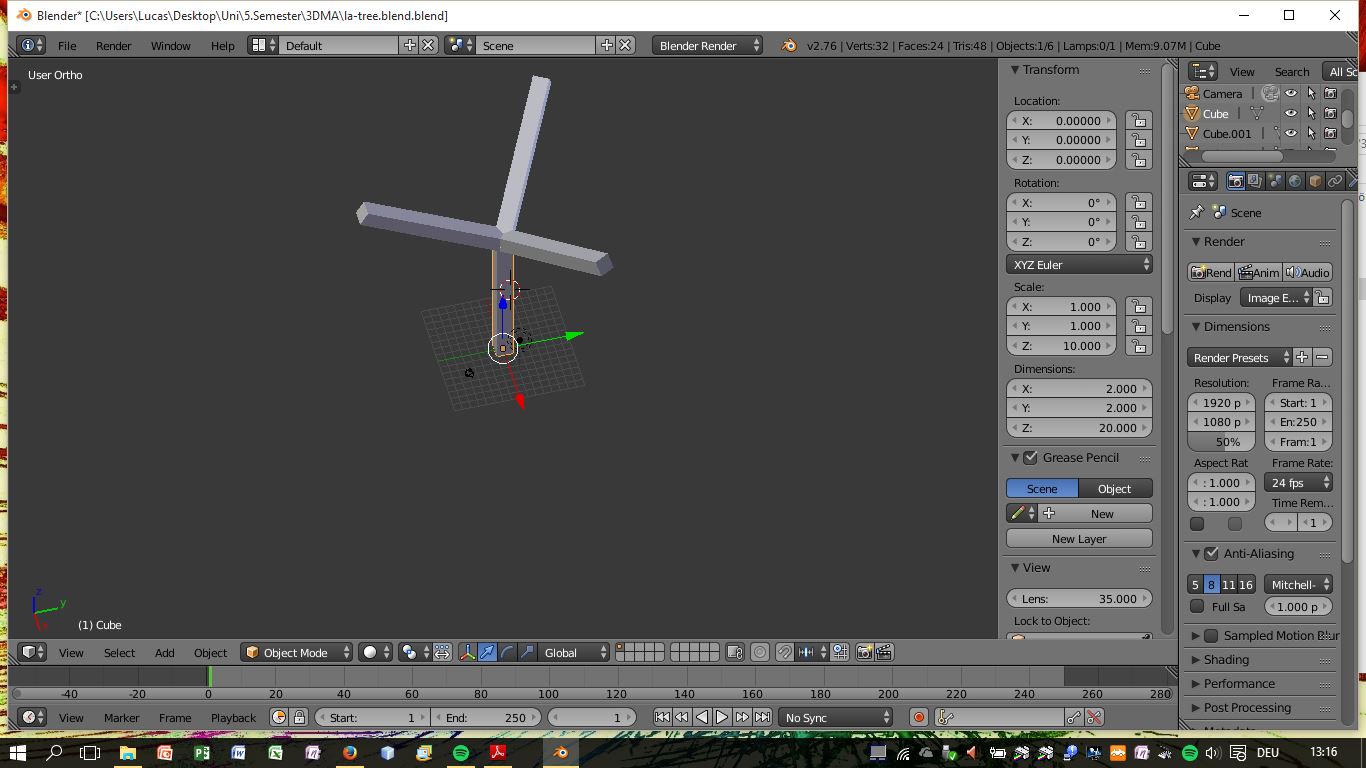 Blender* [C:\Users\Lucas\Desktop\Uni\5.Semester\3DMA\la-tree.blend.blend]
File Render Window Help Default Scene Blender Render v2.76 | Verts:32 | Faces:24 | Tris:48 | Objects:1/6 | Lamps:0/1 | Mem:9.07M | Cube
User Ortho
Transform
Location:
X: 0.00000
Y: 0.00000
Z: 0.00000
Rotation:
X: 0°
Y: 0°
Z: 0°
XYZ Euler
Scale:
X: 1.000
Y: 1.000
Z: 10.000
Dimensions:
X: 2.000
Y: 2.000
Z: 20.000
Grease Pencil
Scene Object
New
New Layer
View
Lens: 35.000
Lock to Object:
View Search All Sc
Camera
Cube
Cube.001
Scene
Render
Rend Anim Audio
Display Image E...
Dimensions
Render Presets
Resolution: Frame Ra...
1920 p Start: 1
1080 p En:250
50% Fram:1
Aspect Rat Frame Rate:
: 1.000 24 fps
: 1.000 Time Rem...
1
Anti-Aliasing
5 8 11 16 Mitchell-
Full Sa 1.000 p
Sampled Motion Blur
Shading
Performance
Post Processing
z
y
x
(1) Cube
View Select Add Object Object Mode Global
-40 -20 0 20 40 60 80 100 120 140 160 180 200 220 240 260 280
View Marker Frame Playback Start: 1 End: 250 1 No Sync
DEU 13:16